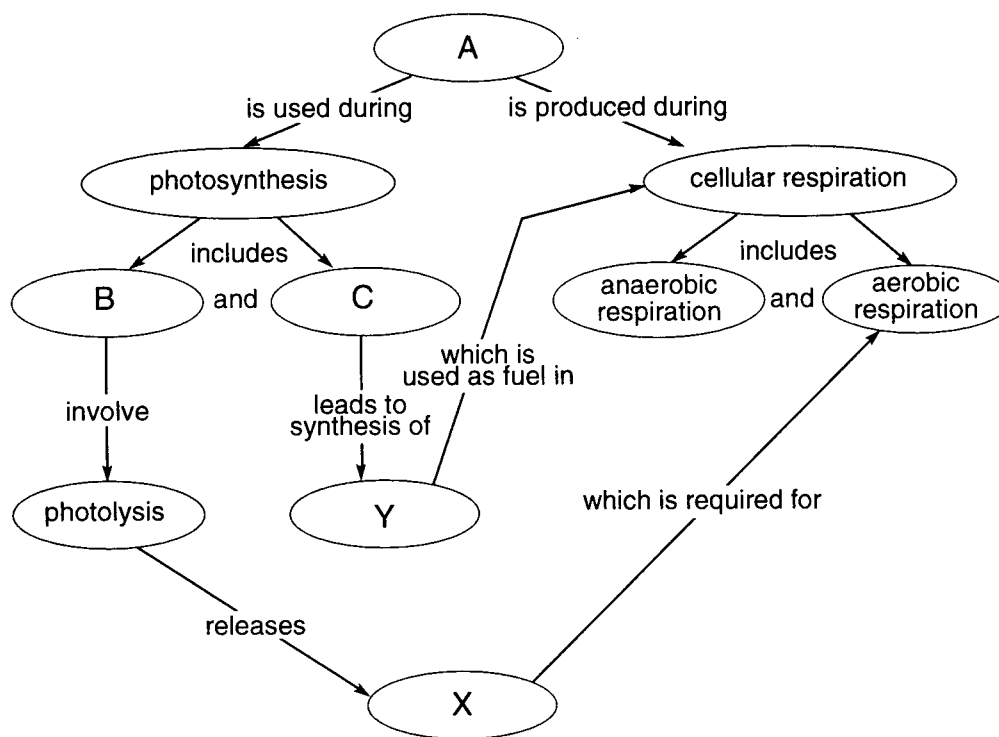 A
is used during
is produced during
photosynthesis
cellular respiration
includes
includes
B
and
C
anaerobic
respiration
and
aerobic
respiration
which is
used as fuel in
involve
leads to
synthesis of
photolysis
Y
which is required for
releases
X